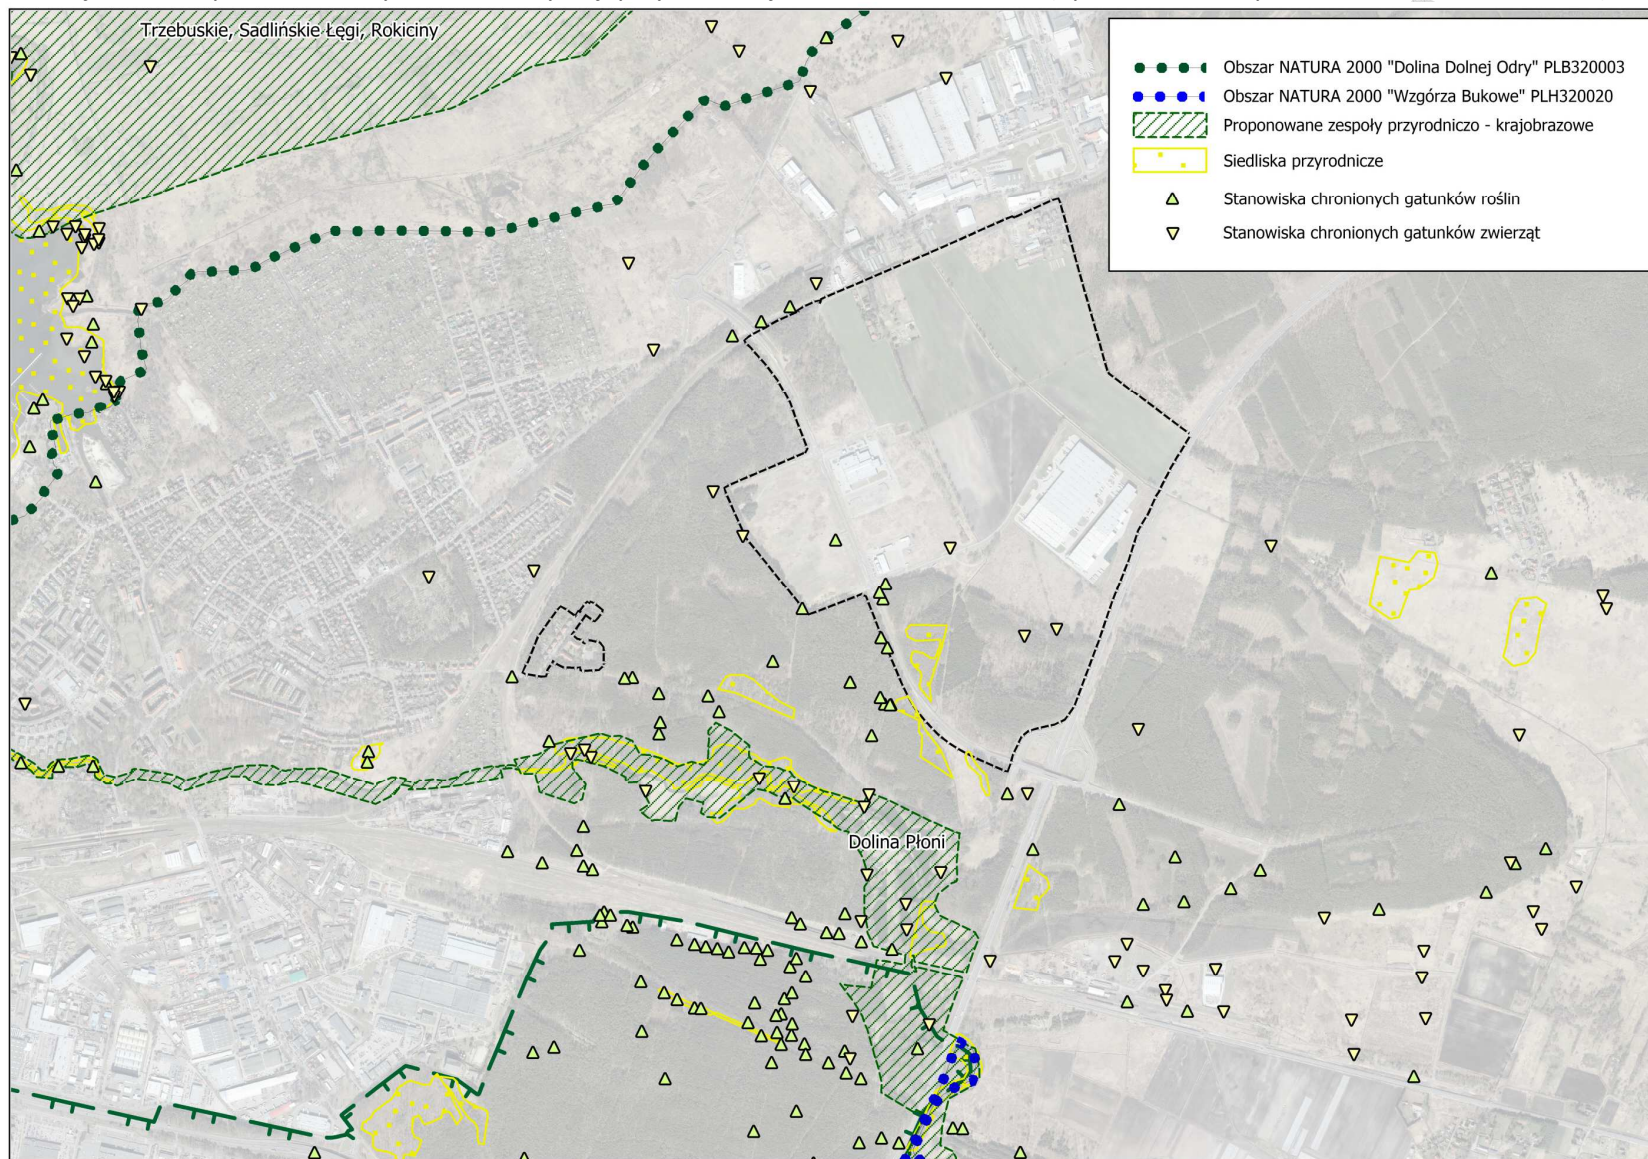 Trzebuskie, Sadlińskie Łęgi, Rokiciny
Obszar NATURA 2000 "Dolina Dolnej Odry" PLB320003
Obszar NATURA 2000 "Wzgórza Bukowe" PLH320020
Proponowane zespoły przyrodniczo - krajobrazowe
Siedliska przyrodnicze
Stanowiska chronionych gatunków roślin
Stanowiska chronionych gatunków zwierząt
Dolina Płoni